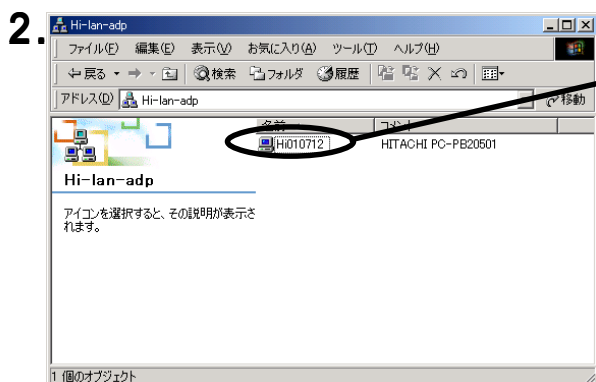 2.
Hi-lan-adp
ファイル(F) 編集(E) 表示(V) お気に入り(A) ツール(T) ヘルプ(H)
戻る 検索 フォルダ 履歴
アドレス(D) Hi-lan-adp 移動
名前 コメント
Hi010712 HITACHI PC-PB20501
Hi-lan-adp
アイコンを選択すると、その説明が表示さ
れます。
1 個のオブジェクト